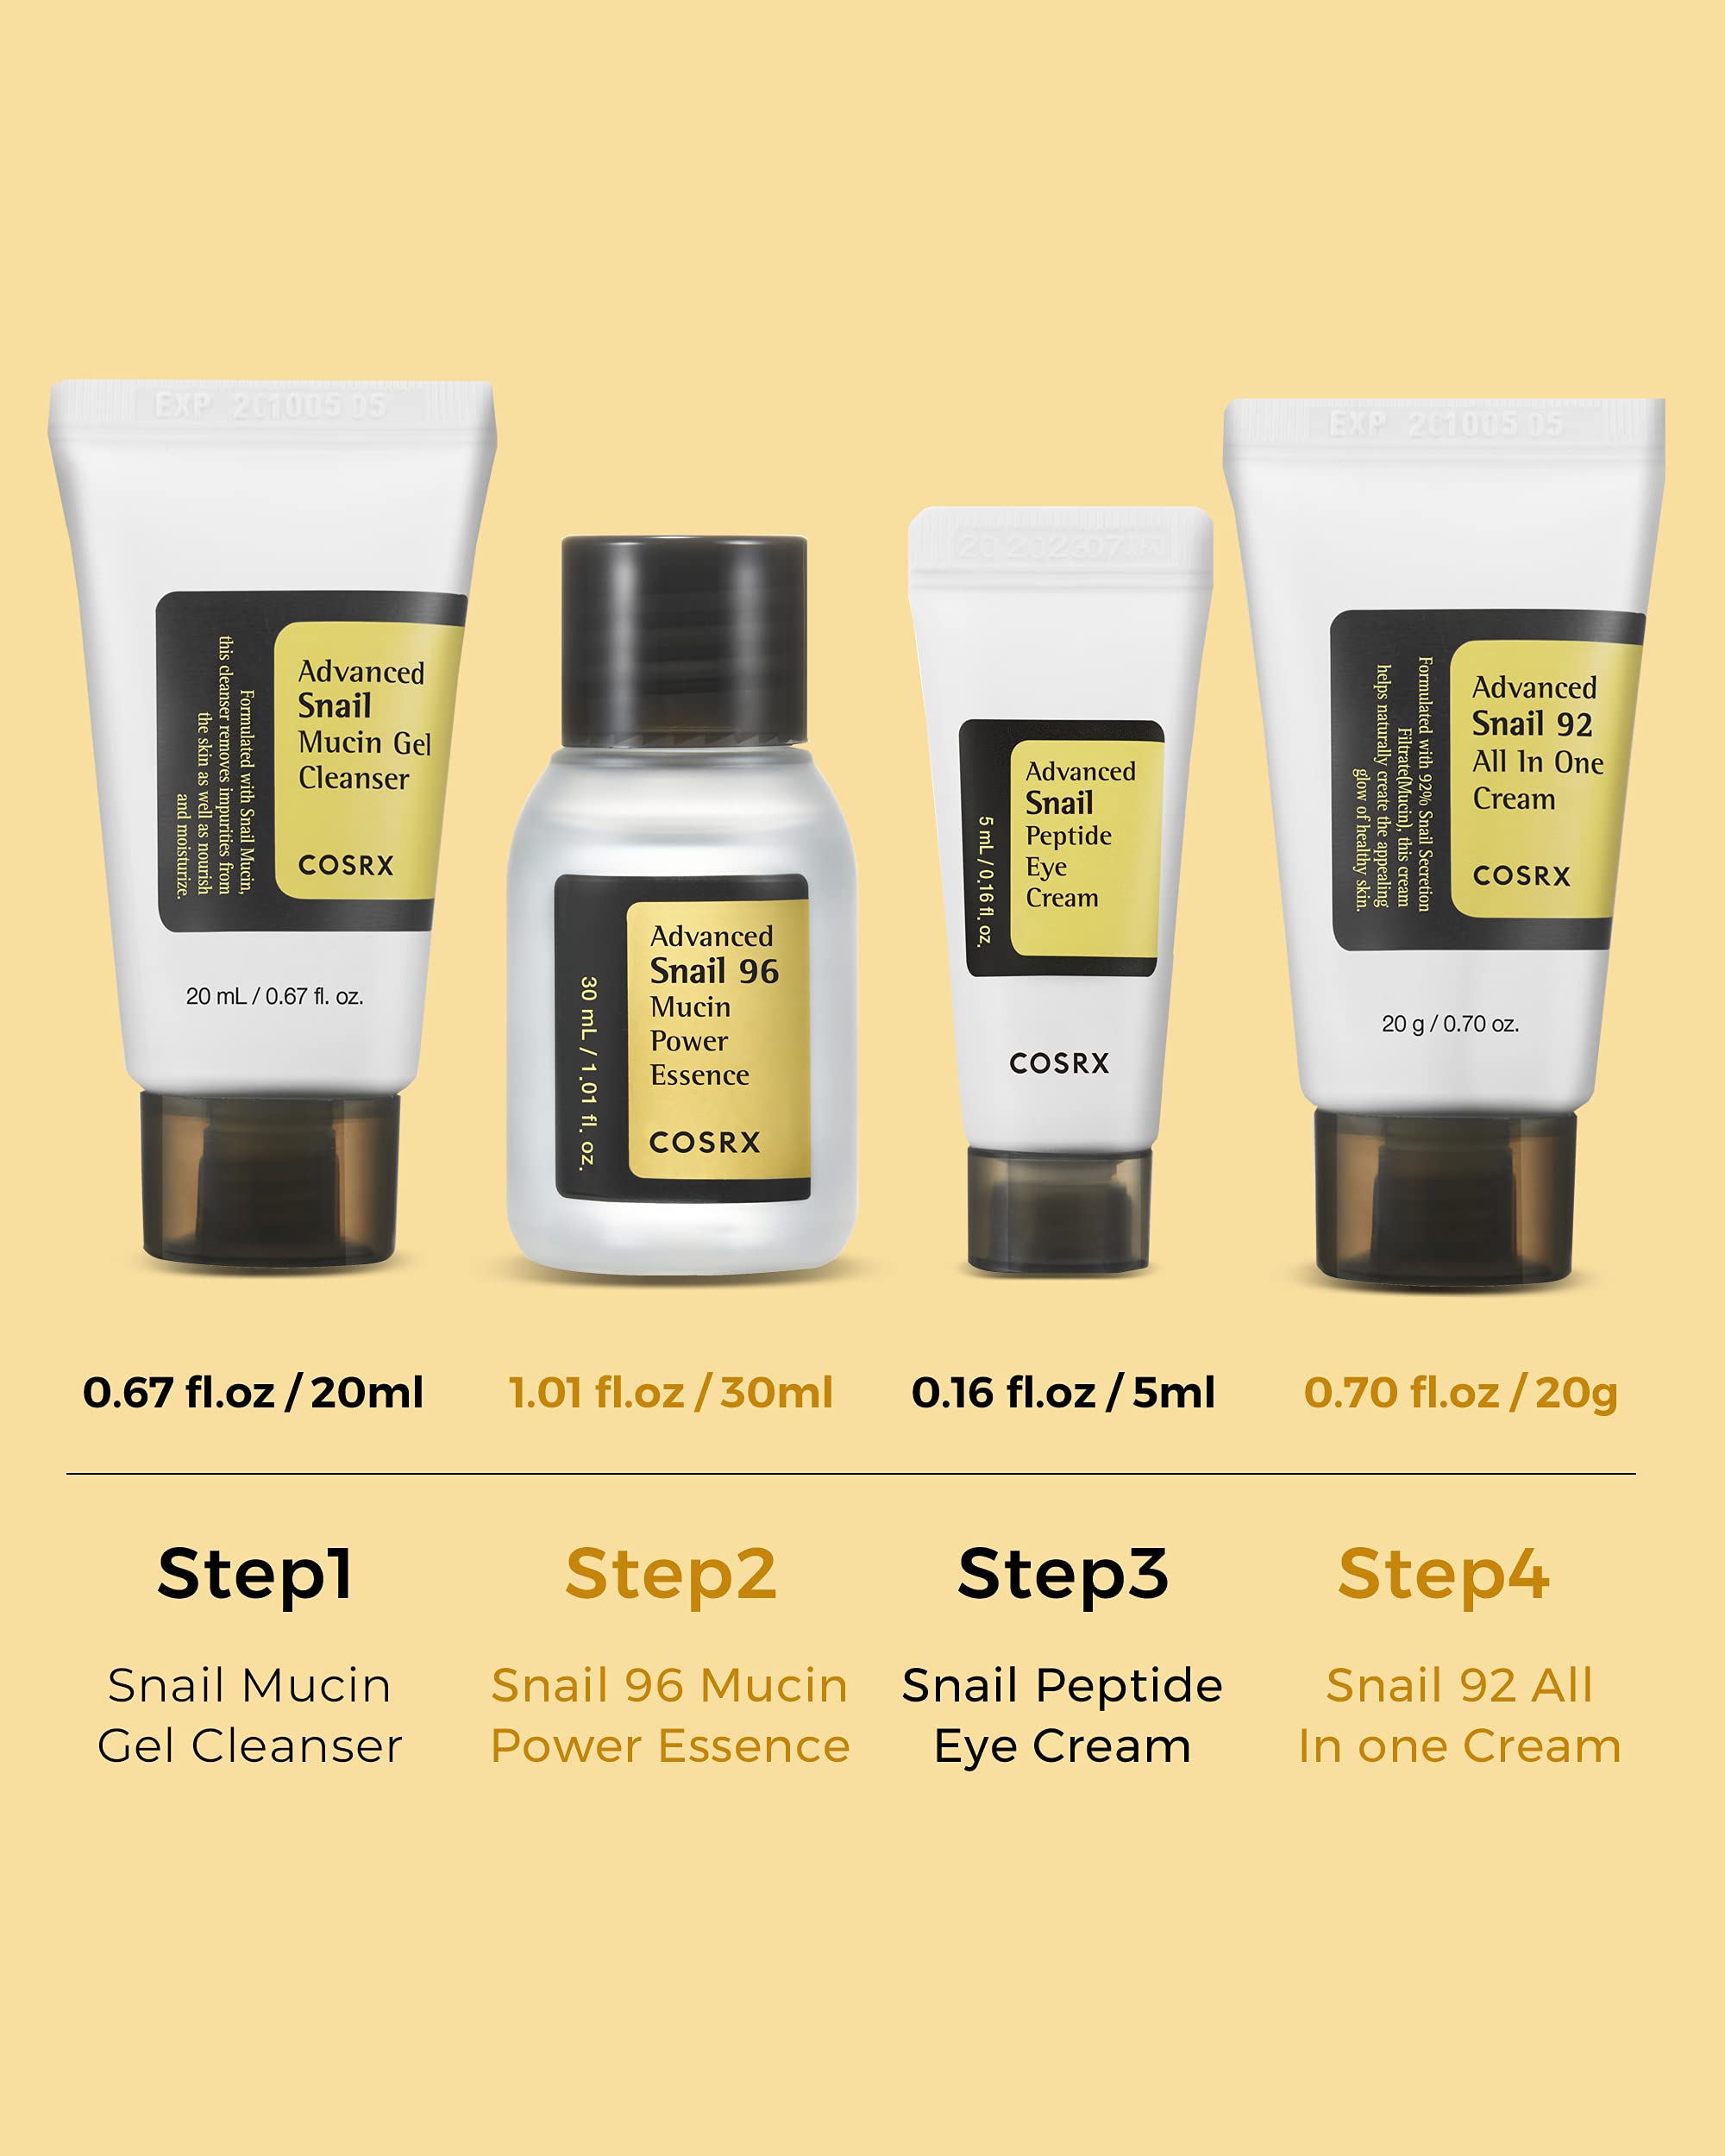 EXP 201005 05
Advanced
Snail
Mucin Gel
Cleanser
COSRX
Formulated with Snail Mucin,
this cleanser removes impurities from
the skin as well as nourish
and moisturize.
20 mL / 0.67 fl. oz.
Advanced
Snail 96
Mucin
Power
Essence
COSRX
30 mL / 1.01 fl. oz.
Advanced
Snail
Peptide
Eye
Cream
5 mL / 0.16 fl. oz.
COSRX
EXP 201005 05
Advanced
Snail 92
All In One
Cream
COSRX
Formulated with 92% Snail Secretion
Filtrate(Mucin), this cream
helps naturally create the appealing
glow of healthy skin.
20 g / 0.70 oz.
0.67 fl.oz / 20ml
1.01 fl.oz / 30ml
0.16 fl.oz / 5ml
0.70 fl.oz / 20g
Step1
Step2
Step3
Step4
Snail Mucin
Gel Cleanser
Snail 96 Mucin
Power Essence
Snail Peptide
Eye Cream
Snail 92 All
In one Cream